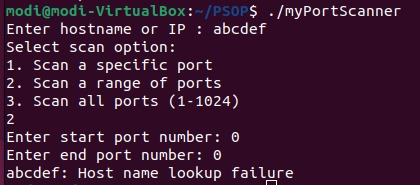 modi@modi-VirtualBox:~/PSOP$ ./myPortScanner
Enter hostname or IP : abcdef
Select scan option:
1. Scan a specific port
2. Scan a range of ports
3. Scan all ports (1-1024)
2
Enter start port number: 0
Enter end port number: 0
abcdef: Host name lookup failure